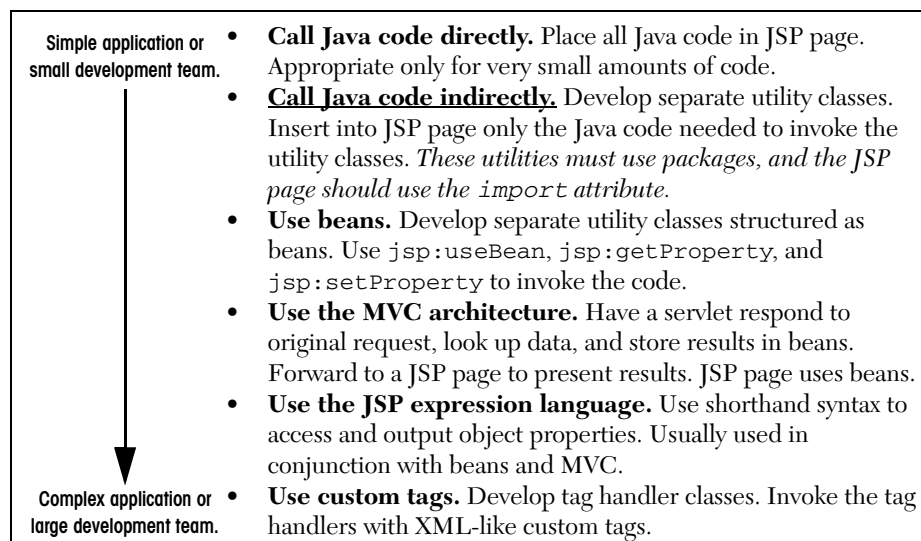 Simple application or
small development team.
• Call Java code directly. Place all Java code in JSP page.
Appropriate only for very small amounts of code.
• Call Java code indirectly. Develop separate utility classes.
Insert into JSP page only the Java code needed to invoke the
utility classes. These utilities must use packages, and the JSP
page should use the import attribute.
• Use beans. Develop separate utility classes structured as
beans. Use jsp:useBean, jsp:getProperty, and
jsp:setProperty to invoke the code.
• Use the MVC architecture. Have a servlet respond to
original request, look up data, and store results in beans.
Forward to a JSP page to present results. JSP page uses beans.
• Use the JSP expression language. Use shorthand syntax to
access and output object properties. Usually used in
conjunction with beans and MVC.
Complex application or
large development team.
• Use custom tags. Develop tag handler classes. Invoke the tag
handlers with XML-like custom tags.